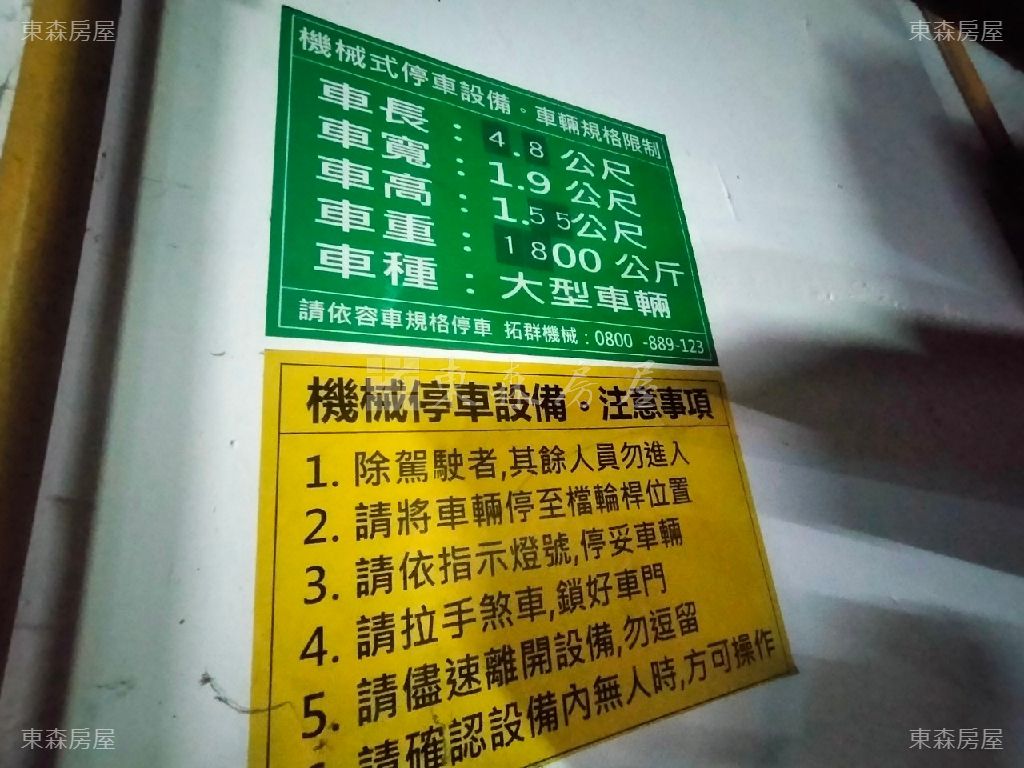 東森房屋
東森房屋
機械式停車設備。車輛規格限制
車長：4.8 公尺
車寬：1.9 公尺
車高：1.55公尺
車重：1800 公斤
車種：大型車輛
請依容車規格停車 拓群機械：0800 -889-123
東森房屋
機械停車設備。注意事項
1. 除駕駛者,其餘人員勿進入
2. 請將車輛停至檔輪桿位置
3. 請依指示燈號,停妥車輛
4. 請拉手煞車,鎖好車門
5. 請儘速離開設備,勿逗留
請確認設備內無人時,方可操作
東森房屋
東森房屋